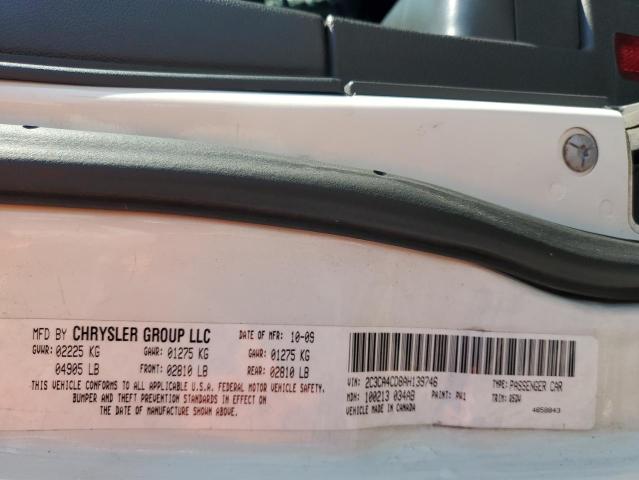 MFD BY CHRYSLER GROUP LLC DATE OF MFR: 10-09
GVWR: 02225 KG GAWR: 01275 KG GAWR: 01275 KG
04905 LB FRONT: 02810 LB REAR: 02810 LB
THIS VEHICLE CONFORMS TO ALL APPLICABLE U.S.A. FEDERAL MOTOR VEHICLE SAFETY,
BUMPER AND THEFT PREVENTION STANDARDS IN EFFECT ON
THE DATE OF MANUFACTURE SHOWN ABOVE.
VIN: 2C3CA4CD8AH139746 TYPE: PASSENGER CAR
MDH: 100213 034AB PAINT: PW1 TRIM:
VEHICLE MADE IN CANADA 4658843